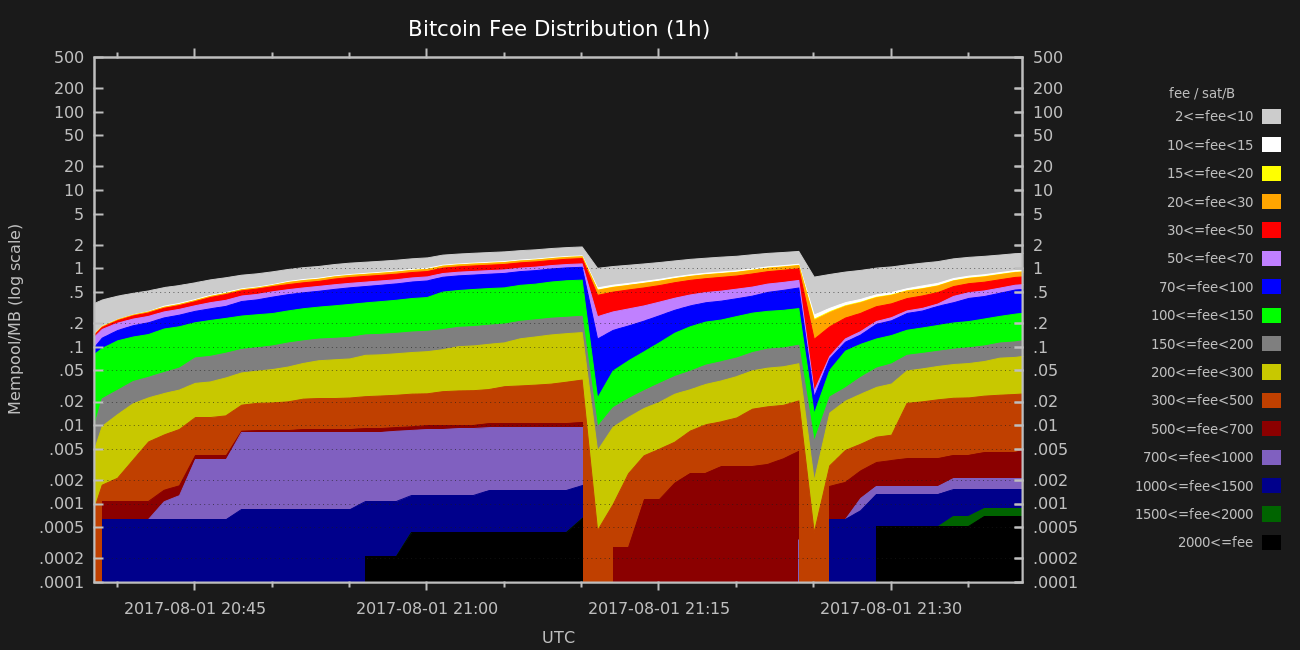 Bitcoin Fee Distribution (1h)
Mempool/MB (log scale)
500
200
100
50
20
10
5
2
1
.5
.2
.1
.05
.02
.01
.005
.002
.001
.0005
.0002
.0001
500
200
100
50
20
10
5
2
1
.5
.2
.1
.05
.02
.01
.005
.002
.001
.0005
.0002
.0001
2017-08-01 20:45
2017-08-01 21:00
2017-08-01 21:15
2017-08-01 21:30
UTC
fee / sat/B
2<=fee<10
10<=fee<15
15<=fee<20
20<=fee<30
30<=fee<50
50<=fee<70
70<=fee<100
100<=fee<150
150<=fee<200
200<=fee<300
300<=fee<500
500<=fee<700
700<=fee<1000
1000<=fee<1500
1500<=fee<2000
2000<=fee